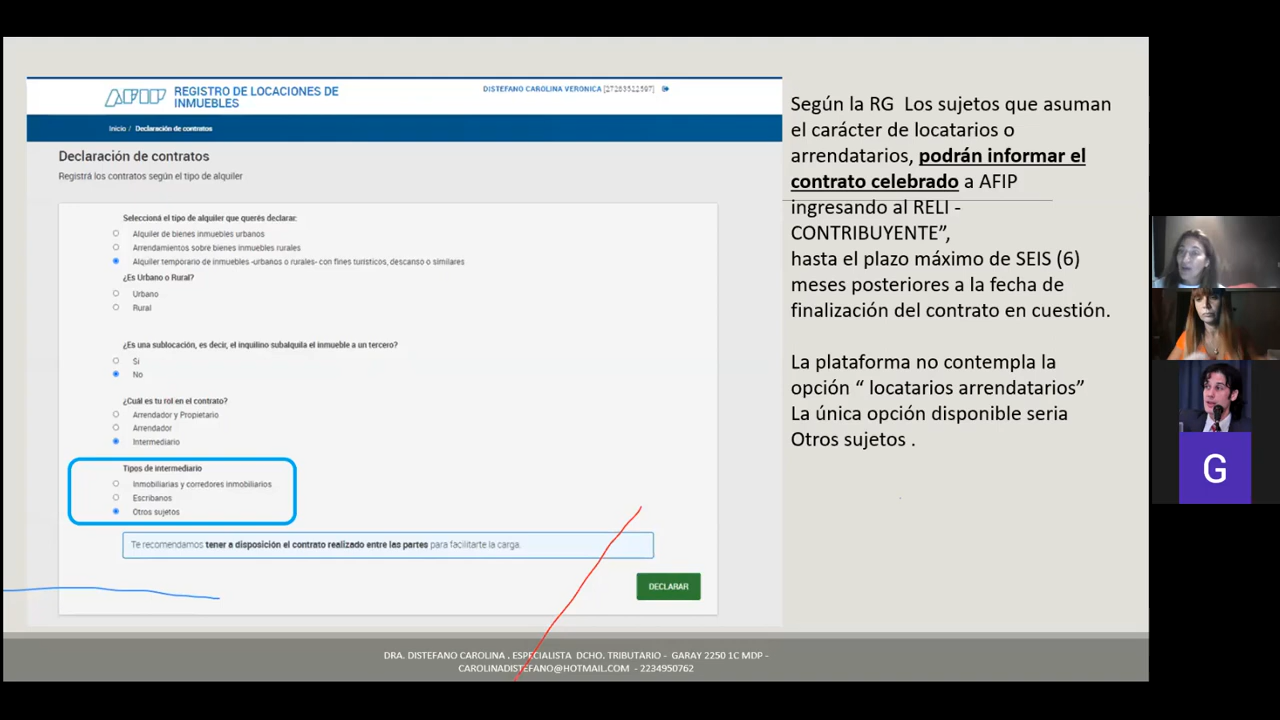 AFIP
REGISTRO DE LOCACIONES DE
INMUEBLES
DISTEFANO CAROLINA VERONICA [27263522597]
Inicio / Declaración de contratos
Declaración de contratos
Registrá los contratos según el tipo de alquiler
Seleccioná el tipo de alquiler que querés declarar:
Alquiler de bienes inmuebles urbanos
Arrendamientos sobre bienes inmuebles rurales
Alquiler temporario de inmuebles -urbanos o rurales- con fines turísticos, descanso o similares
¿Es Urbano o Rural?
Urbano
Rural
¿Es una sublocación, es decir, el inquilino subalquila el inmueble a un tercero?
Si
No
¿Cuál es tu rol en el contrato?
Arrendador y Propietario
Arrendador
Intermediario
Tipos de intermediario
Inmobiliarias y corredores inmobiliarios
Escribanos
Otros sujetos
Te recomendamos tener a disposición el contrato realizado entre las partes para facilitarte la carga.
DECLARAR
Según la RG Los sujetos que asuman
el carácter de locatarios o
arrendatarios, podrán informar el
contrato celebrado a AFIP
ingresando al RELI -
CONTRIBUYENTE”,
hasta el plazo máximo de SEIS (6)
meses posteriores a la fecha de
finalización del contrato en cuestión.
La plataforma no contempla la
opción “ locatarios arrendatarios”
La única opción disponible seria
Otros sujetos .
G
DRA. DISTEFANO CAROLINA . ESPECIALISTA DCHO. TRIBUTARIO - GARAY 2250 1C MDP -
CAROLINADISTEFANO@HOTMAIL.COM - 2234950762